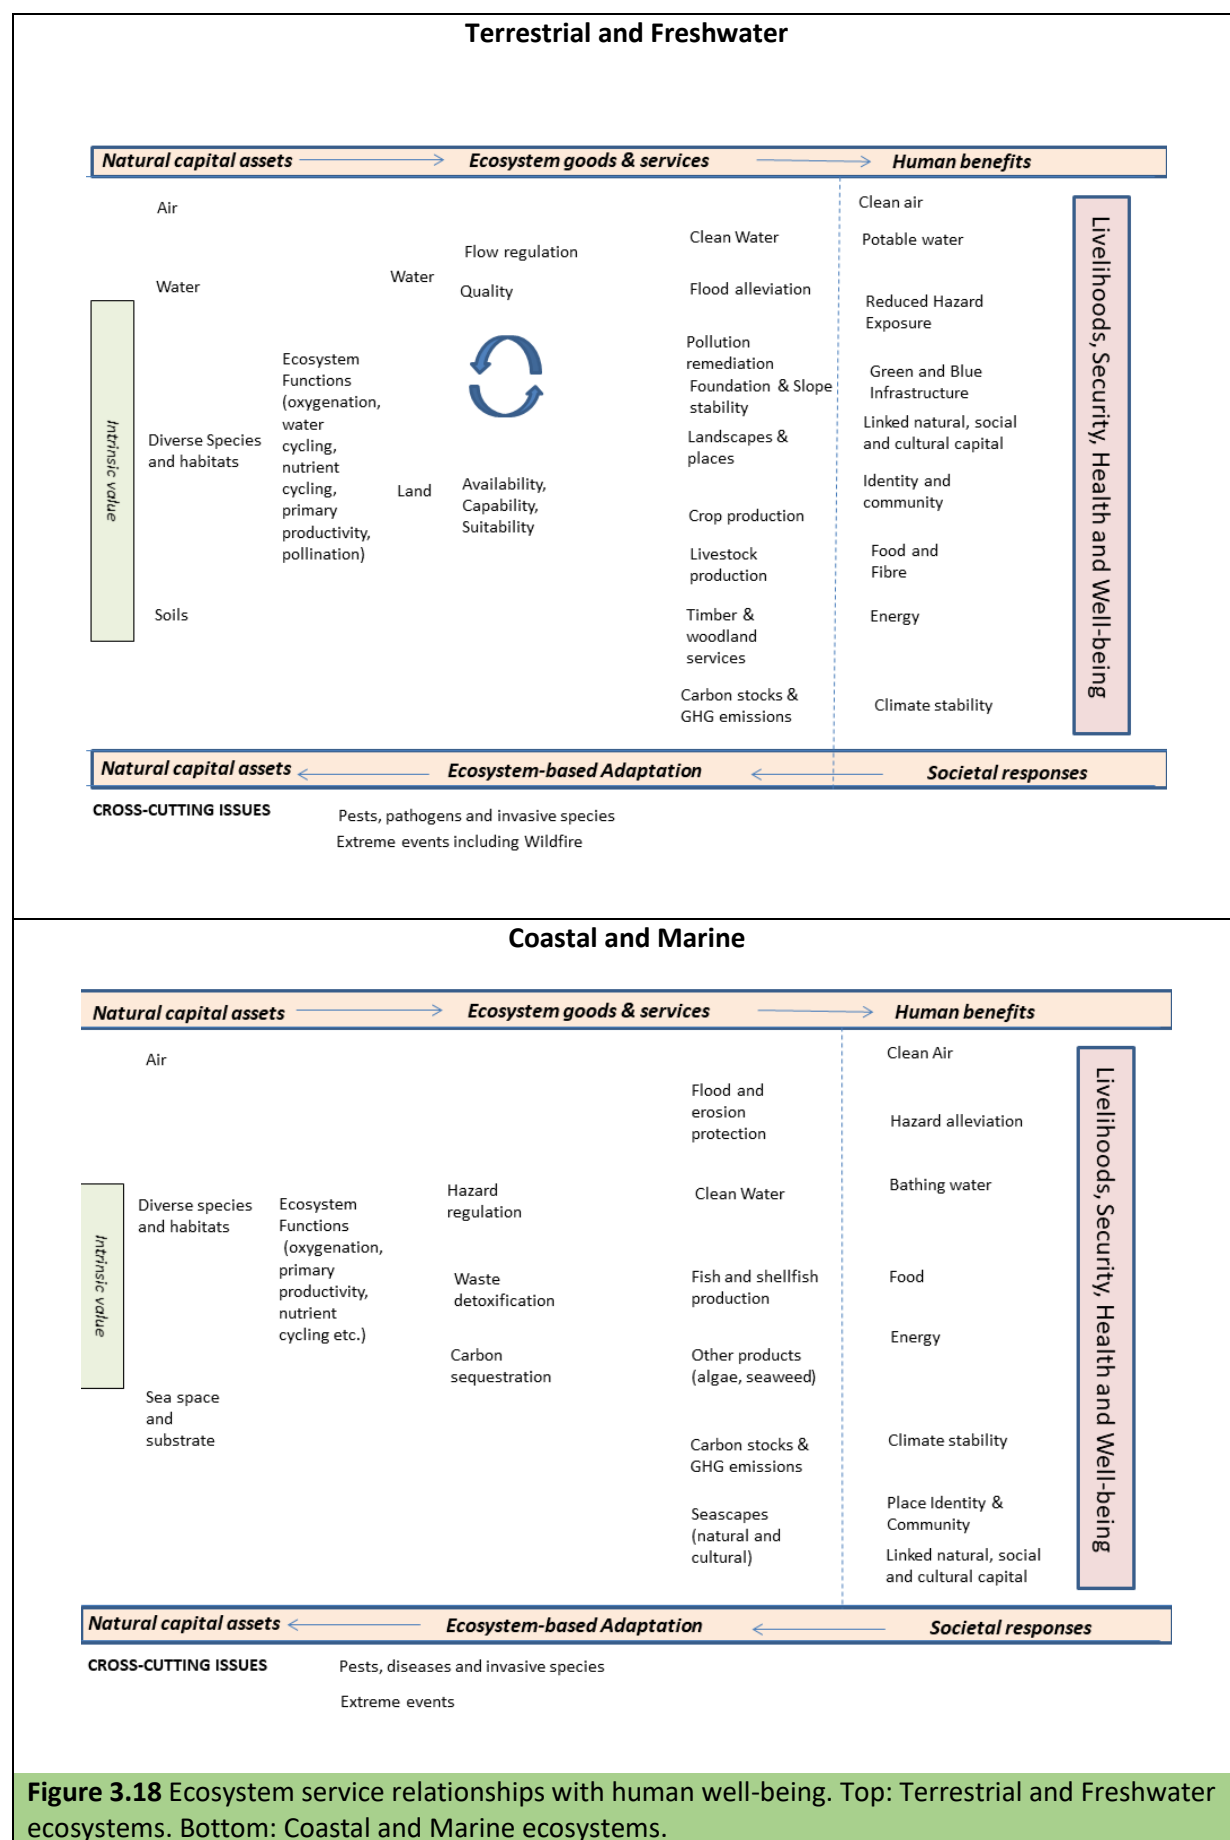 Terrestrial and Freshwater
Natural capital assets
Ecosystem goods & services
Human benefits
Intrinsic value
Air
Water
Diverse Species
and habitats
Soils
Ecosystem
Functions
(oxygenation,
water
cycling,
nutrient
cycling,
primary
productivity,
pollination)
Water
Flow regulation
Quality
Land
Availability,
Capability,
Suitability
Clean Water
Flood alleviation
Pollution
remediation
Foundation & Slope
stability
Landscapes &
places
Crop production
Livestock
production
Timber &
woodland
services
Carbon stocks &
GHG emissions
Clean air
Potable water
Reduced Hazard
Exposure
Green and Blue
Infrastructure
Linked natural, social
and cultural capital
Identity and
community
Food and
Fibre
Energy
Climate stability
Livelihoods, Security, Health and Well-being
Natural capital assets
Ecosystem-based Adaptation
Societal responses
CROSS-CUTTING ISSUES
Pests, pathogens and invasive species
Extreme events including Wildfire
Coastal and Marine
Natural capital assets
Ecosystem goods & services
Human benefits
Intrinsic value
Air
Diverse species
and habitats
Sea space
and
substrate
Ecosystem
Functions
(oxygenation,
primary
productivity,
nutrient
cycling etc.)
Hazard
regulation
Waste
detoxification
Carbon
sequestration
Flood and
erosion
protection
Clean Water
Fish and shellfish
production
Other products
(algae, seaweed)
Carbon stocks &
GHG emissions
Seascapes
(natural and
cultural)
Clean Air
Hazard alleviation
Bathing water
Food
Energy
Climate stability
Place Identity &
Community
Linked natural, social
and cultural capital
Livelihoods, Security, Health and Well-being
Natural capital assets
Ecosystem-based Adaptation
Societal responses
CROSS-CUTTING ISSUES
Pests, diseases and invasive species
Extreme events
Figure 3.18 Ecosystem service relationships with human well-being. Top: Terrestrial and Freshwater
ecosystems. Bottom: Coastal and Marine ecosystems.